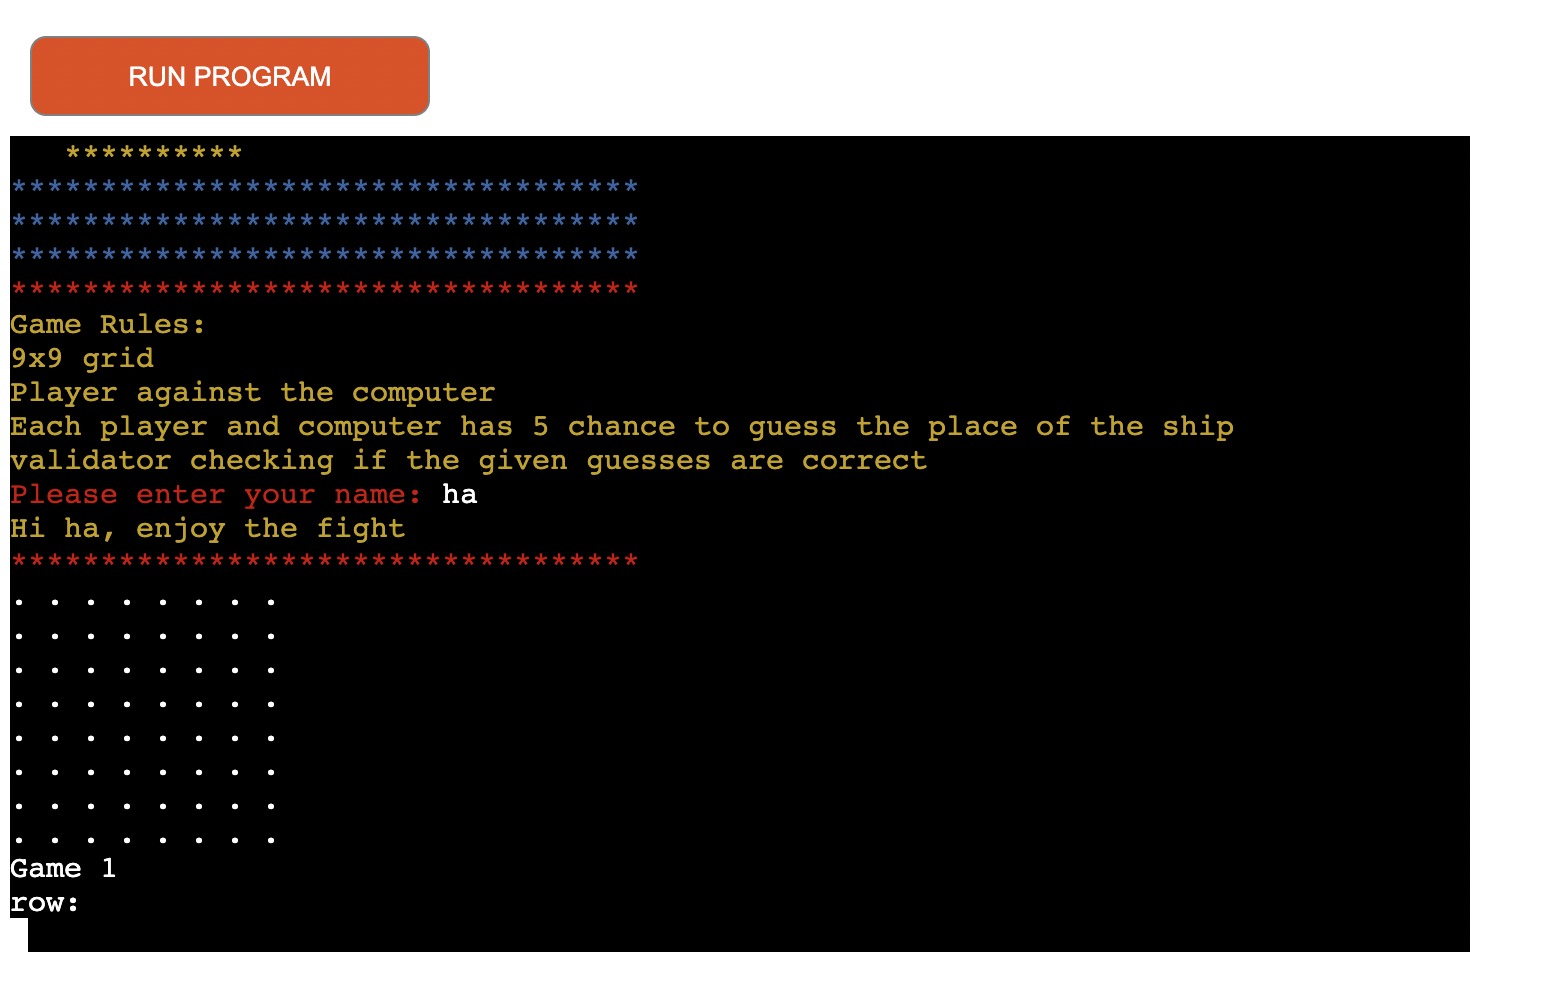 RUN PROGRAM
**********
***********************************
***********************************
***********************************
***********************************
Game Rules:
9x9 grid
Player against the computer
Each player and computer has 5 chance to guess the place of the ship
validator checking if the given guesses are correct
Please enter your name: ha
Hi ha, enjoy the fight
***********************************
. . . . . . . .
. . . . . . . .
. . . . . . . .
. . . . . . . .
. . . . . . . .
. . . . . . . .
. . . . . . . .
. . . . . . . .
Game 1
row: